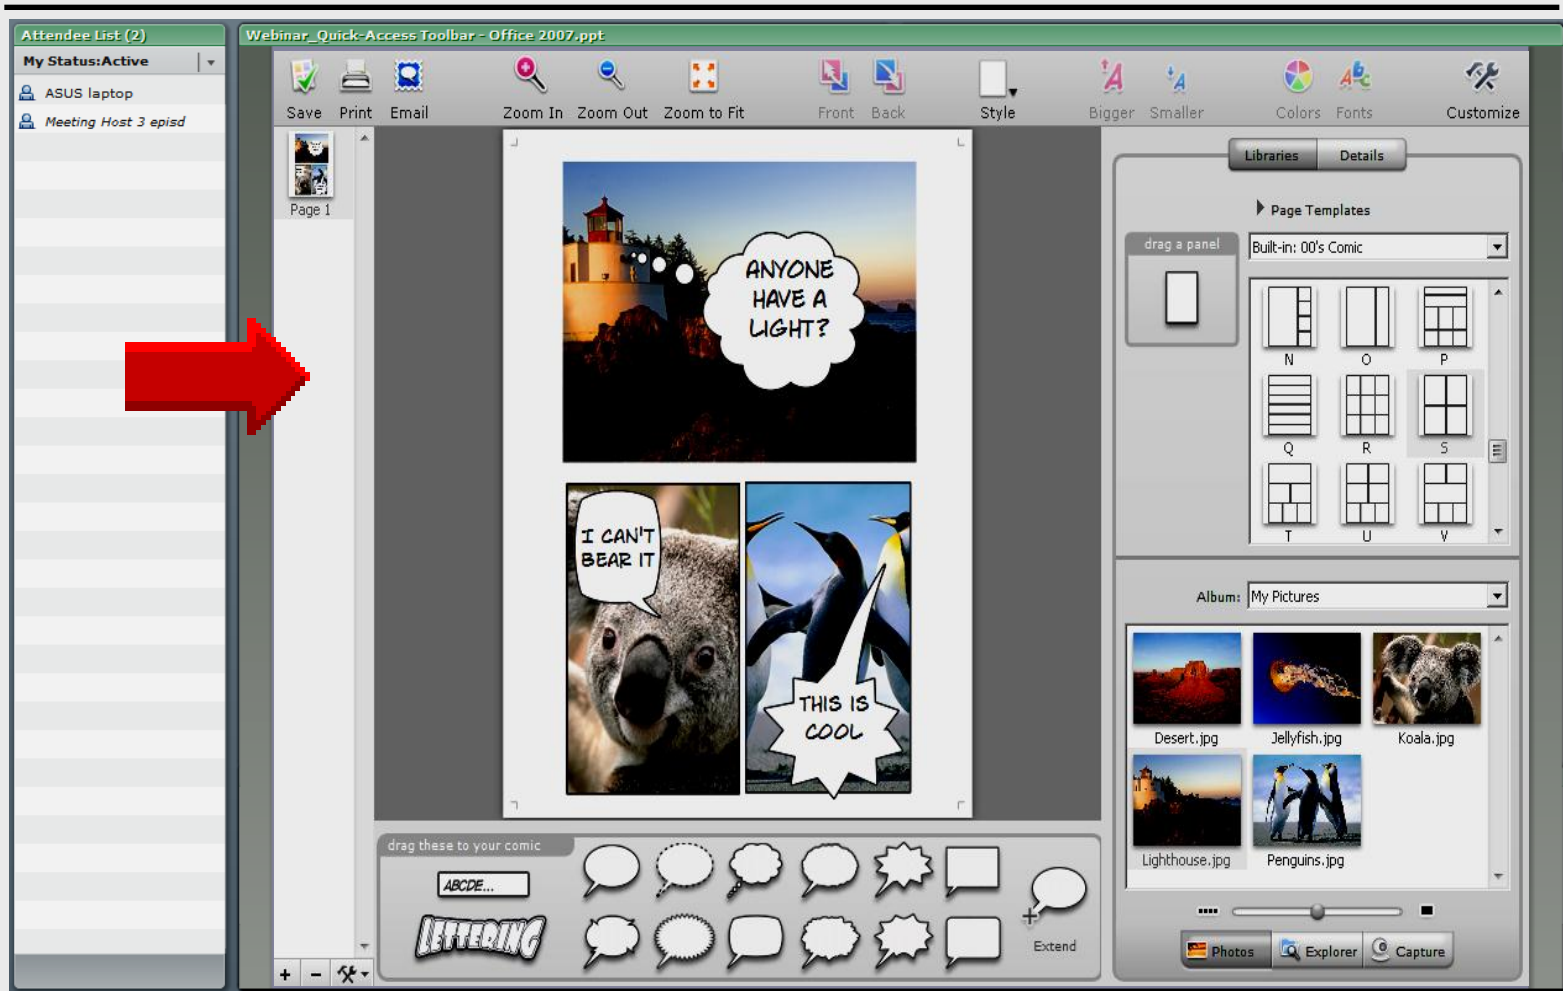 Attendee List (2)
My Status:Active
ASUS laptop
Meeting Host 3 episd
Webinar_Quick-Access Toolbar - Office 2007.ppt
Save Print Email Zoom In Zoom Out Zoom to Fit Front Back Style Bigger Smaller Colors Fonts Customize
Page 1
ANYONE
HAVE A
LIGHT?
I CAN'T
BEAR IT
THIS IS
COOL
drag these to your comic
ABCDE...
LETTERING
Extend
Libraries Details
Page Templates
drag a panel
Built-in: 00's Comic
N O P
Q R S
T U V
Album: My Pictures
Desert.jpg Jellyfish.jpg Koala.jpg
Lighthouse.jpg Penguins.jpg
Photos Explorer Capture